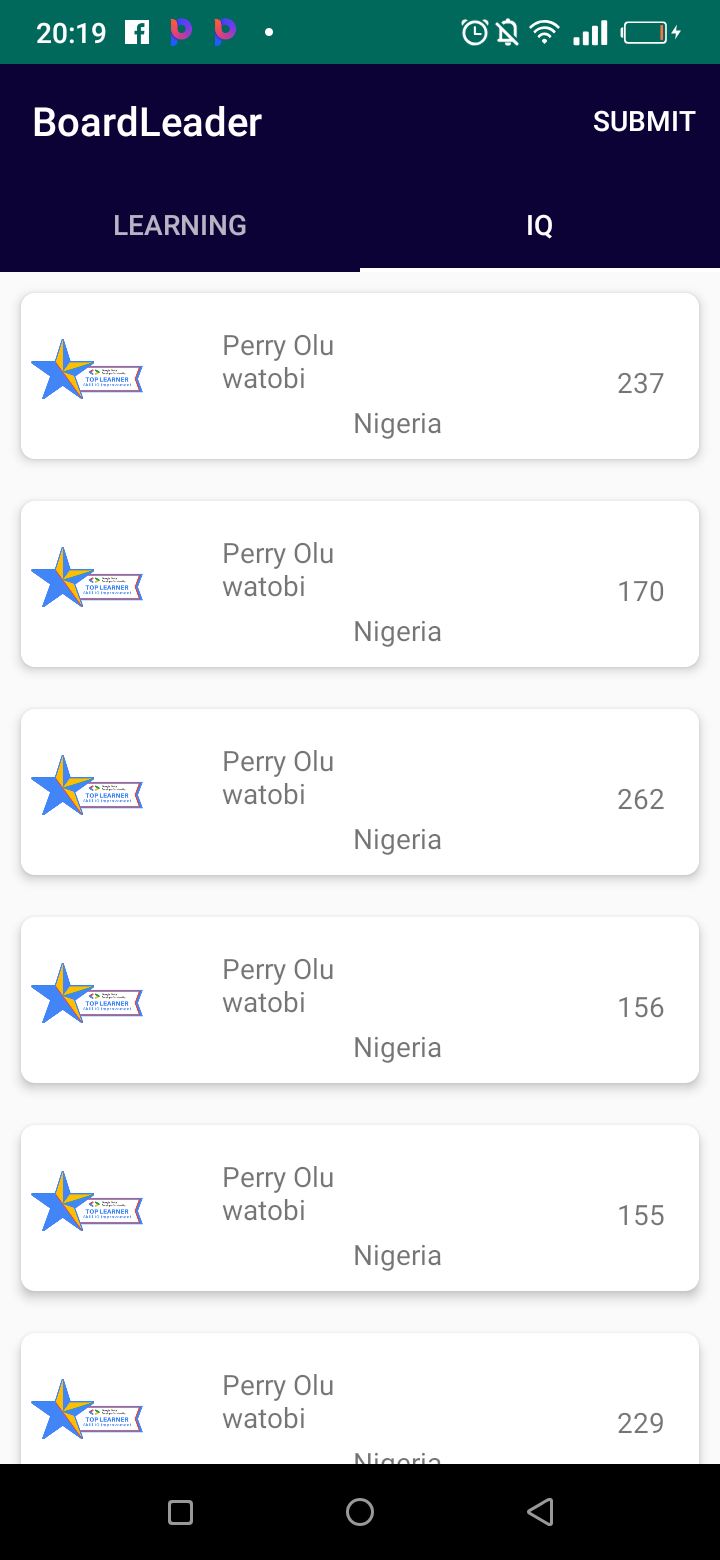 20:19
BoardLeader
SUBMIT
LEARNING
IQ
TOP LEARNER
Perry Olu
watobi
237
Nigeria
TOP LEARNER
Perry Olu
watobi
170
Nigeria
TOP LEARNER
Perry Olu
watobi
262
Nigeria
TOP LEARNER
Perry Olu
watobi
156
Nigeria
TOP LEARNER
Perry Olu
watobi
155
Nigeria
TOP LEARNER
Perry Olu
watobi
229
Nigeria